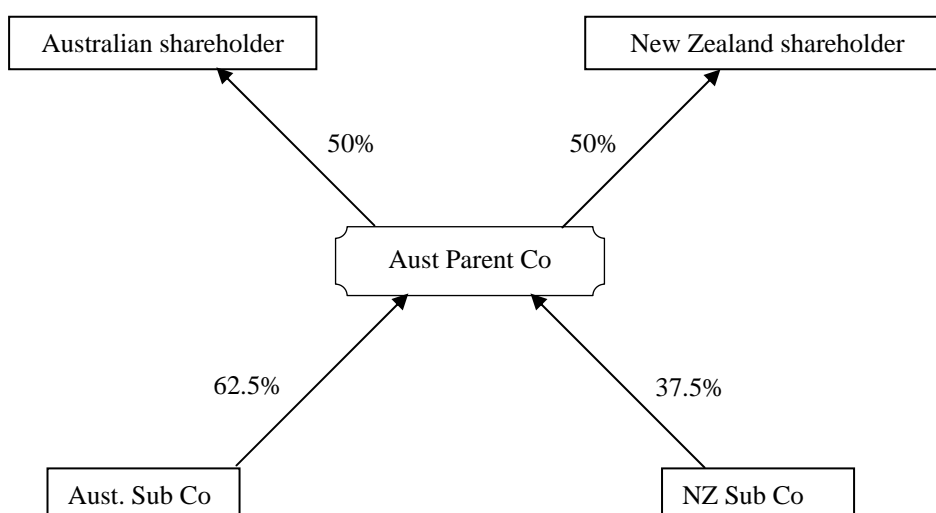 Australian shareholder
New Zealand shareholder
50%
50%
Aust Parent Co
62.5%
37.5%
Aust. Sub Co
NZ Sub Co